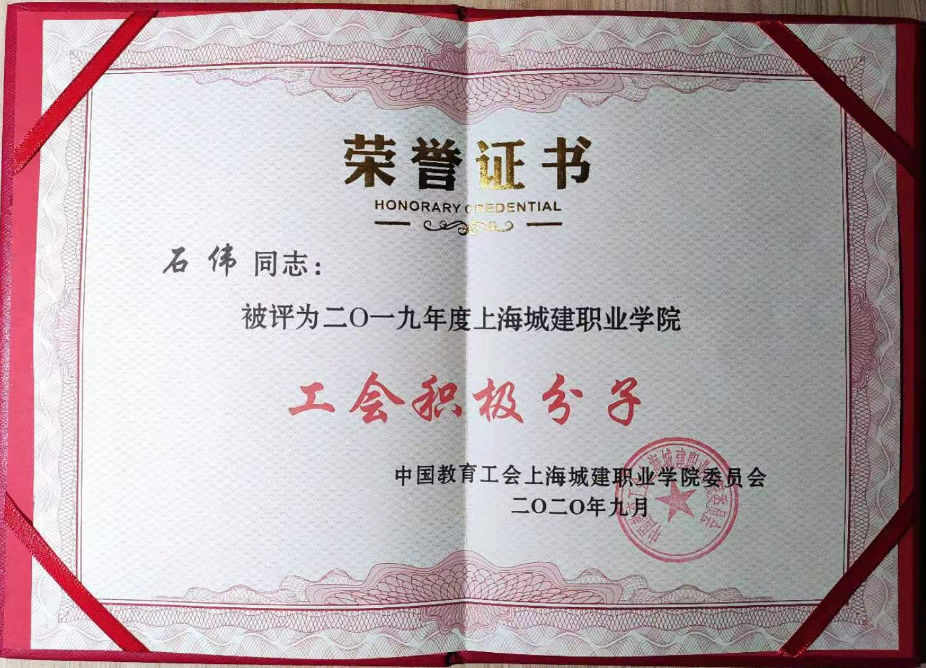 荣誉证书
HONORARY CREDENTIAL
石伟同志：
被评为二〇一九年度上海城建职业学院
工会积极分子
中国教育工会上海城建职业学院委员会
二〇二〇年九月